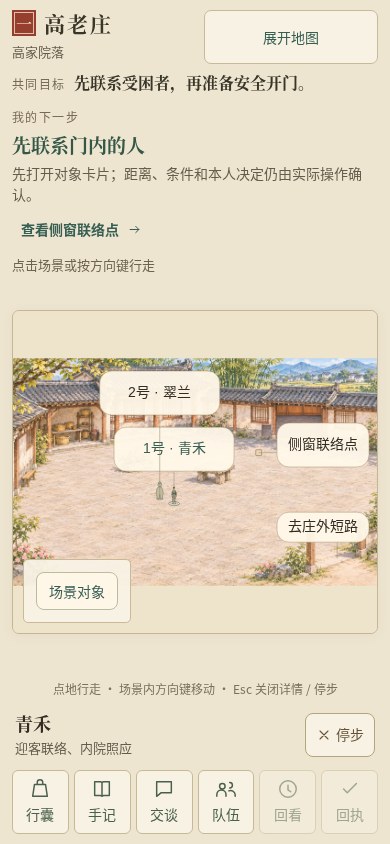 高老庄
展开地图
高家院落
共同目标 先联系受困者，再准备安全开门。
我的下一步
先联系门内的人
先打开对象卡片；距离、条件和本人决定仍由实际操作确
认。
查看侧窗联络点 →
点击场景或按方向键行走
2号 · 翠兰
1号 · 青禾
侧窗联络点
去庄外短路
场景对象
点地行走 · 场景内方向键移动 · Esc 关闭详情 / 停步
青禾
迎客联络、内院照应
× 停步
行囊
手记
交谈
队伍
回看
回执